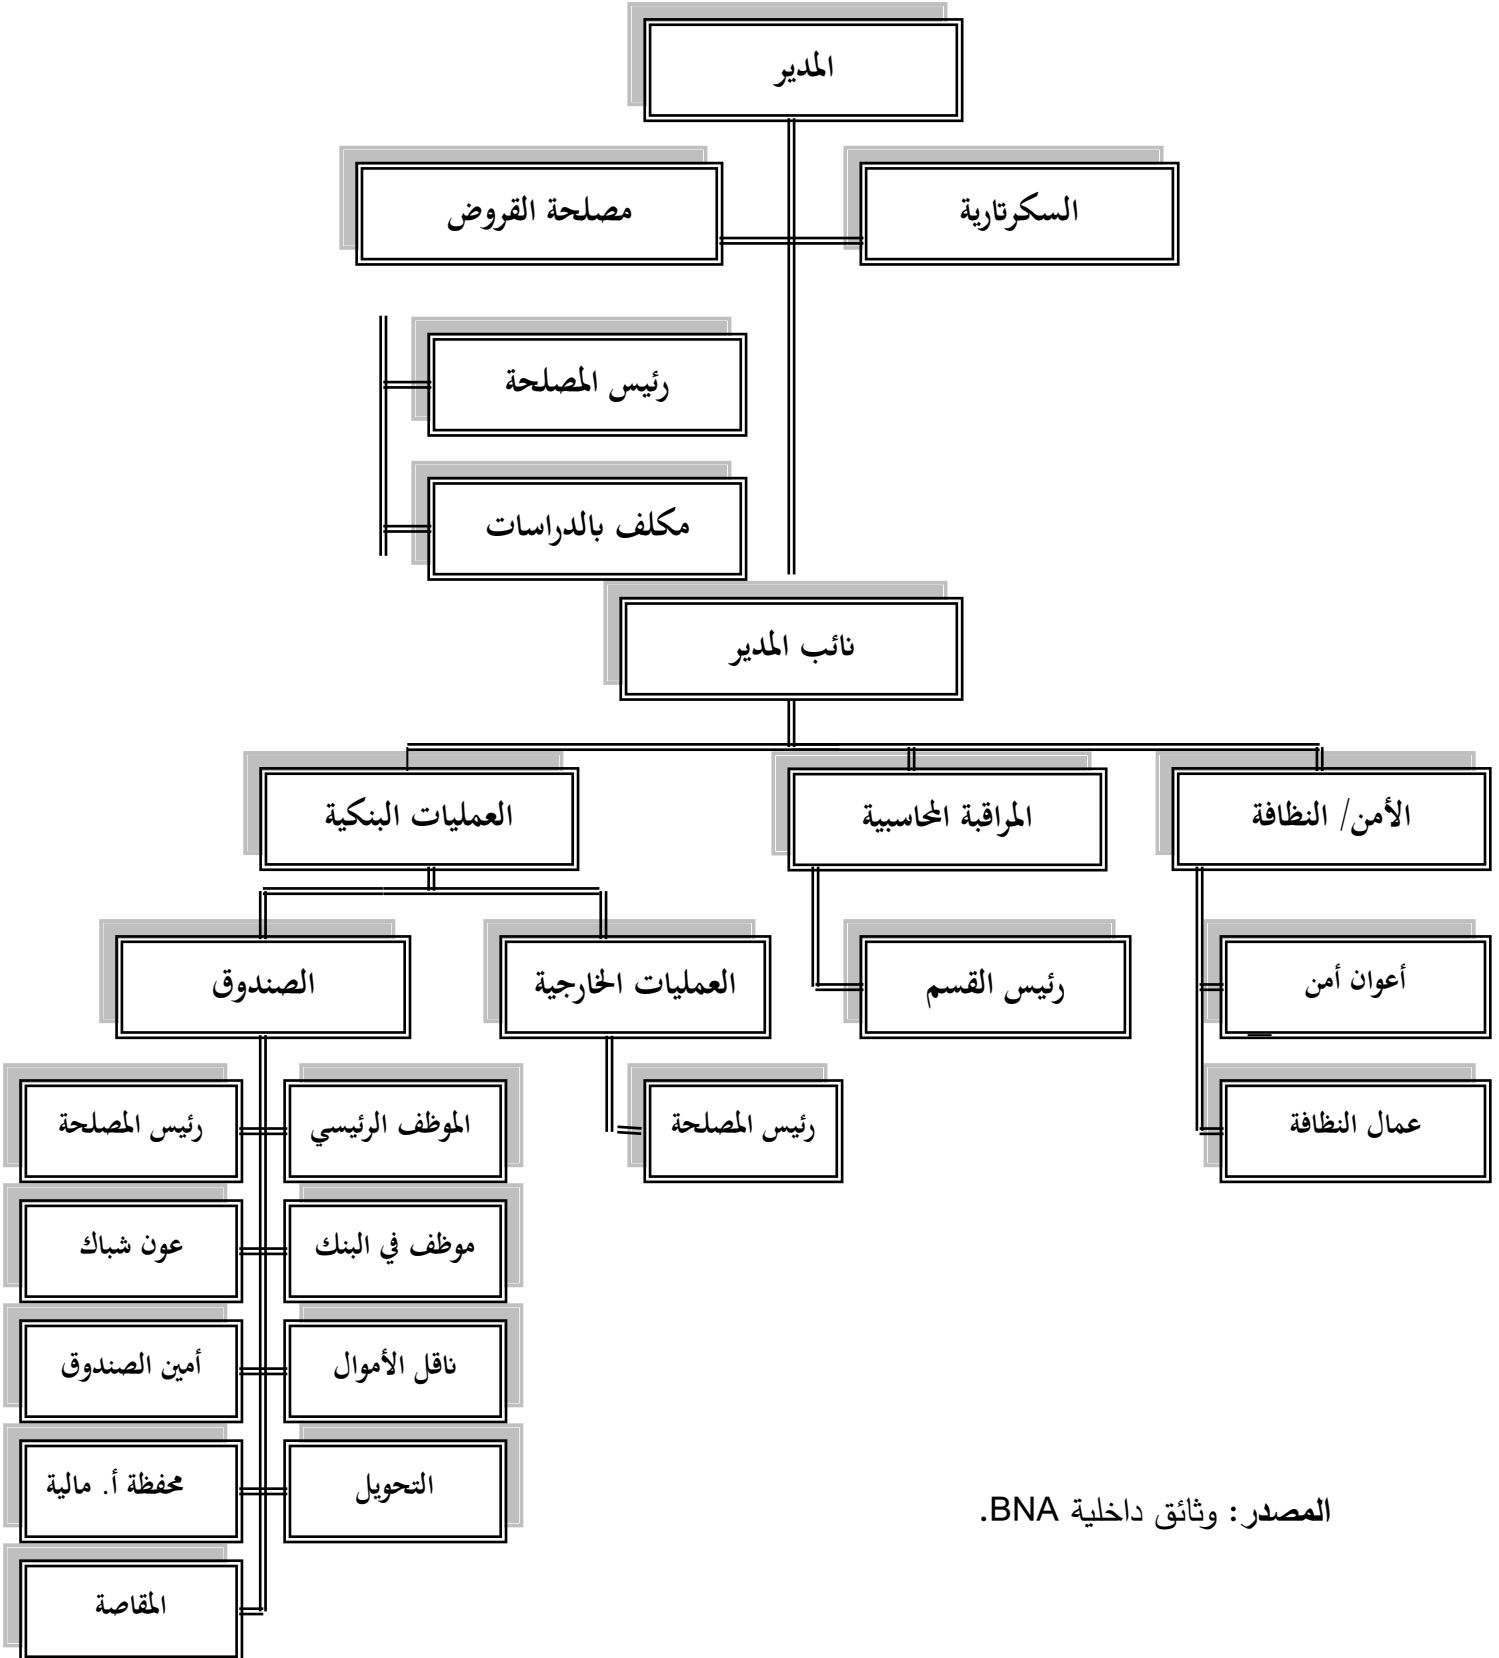 المدير
السكرتارية
مصلحة القروض
رئيس المصلحة
مكلف بالدراسات
نائب المدير
الأمن/ النظافة
المراقبة المحاسبية
العمليات البنكية
أعوان أمن
رئيس القسم
العمليات الخارجية
الصندوق
عمال النظافة
رئيس المصلحة
الموظف الرئيسي
رئيس المصلحة
موظف في البنك
عون شباك
ناقل الأموال
أمين الصندوق
التحويل
محفظة أ. مالية
المقاصة
المصدر: وثائق داخلية BNA.